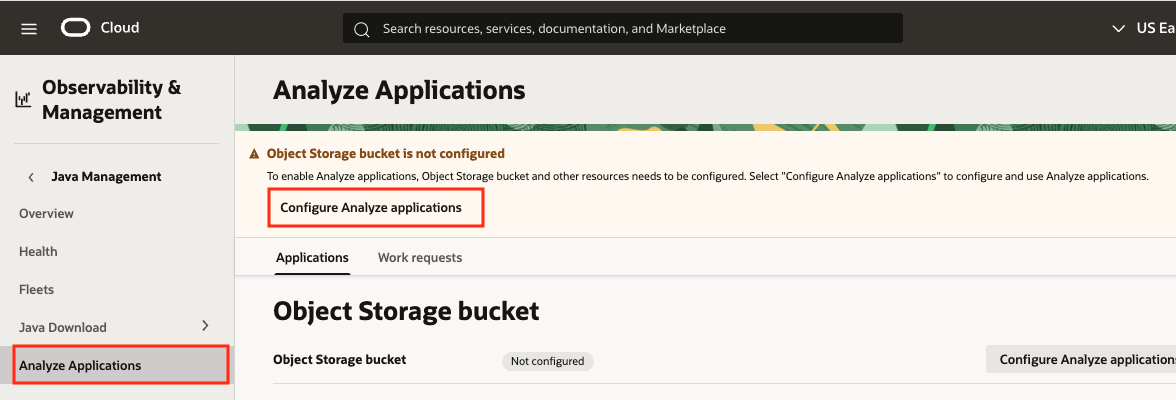 Cloud
Search resources, services, documentation, and Marketplace
US Ea
Observability &
Management
Java Management
Overview
Health
Fleets
Java Download
Analyze Applications
Analyze Applications
Object Storage bucket is not configured
To enable Analyze applications, Object Storage bucket and other resources needs to be configured. Select "Configure Analyze applications" to configure and use Analyze applications.
Configure Analyze applications
Applications
Work requests
Object Storage bucket
Object Storage bucket
Not configured
Configure Analyze applications